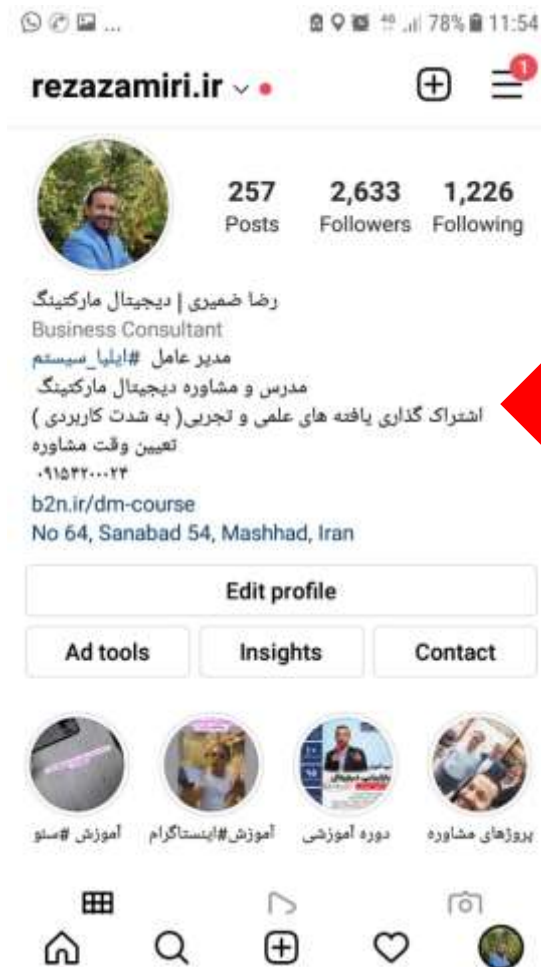 ... 78% 11:54
rezazamiri.ir
1
257 2,633 1,226
Posts Followers Following
رضا ضمیری | دیجیتال مارکتینگ
Business Consultant
مدیر عامل #ایلیا_سیستم
مدرس و مشاوره دیجیتال مارکتینگ
اشتراک گذاری یافته های علمی و تجربی( به شدت کاربردی )
تعیین وقت مشاوره
۰۹۱۵۴۲۰۰۰۲۴
b2n.ir/dm-course
No 64, Sanabad 54, Mashhad, Iran
Edit profile
Ad tools Insights Contact
آموزش #سئو آموزش#اینستاگرام دوره آموزشی پروژهای مشاوره